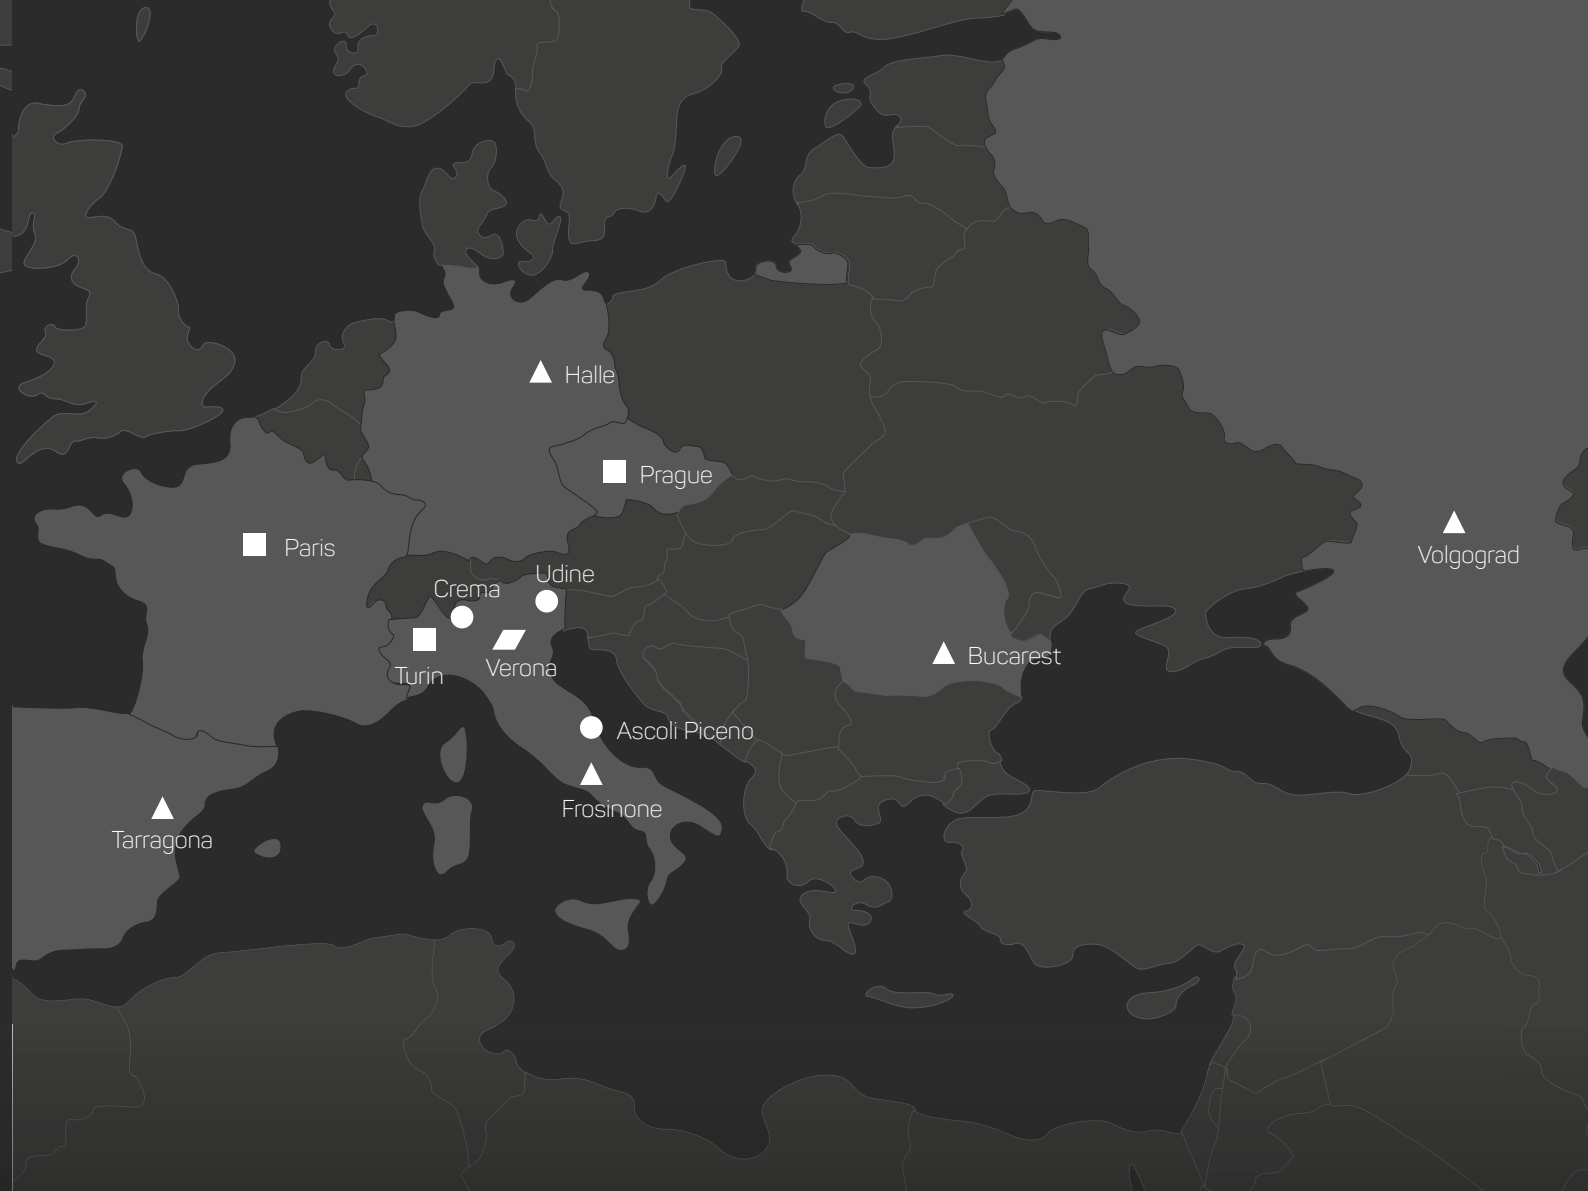 Halle
Prague
Volgograd
Paris
Udine
Crema
Bucarest
Verona
Turin
Ascoli Piceno
Frosinone
Tarragona